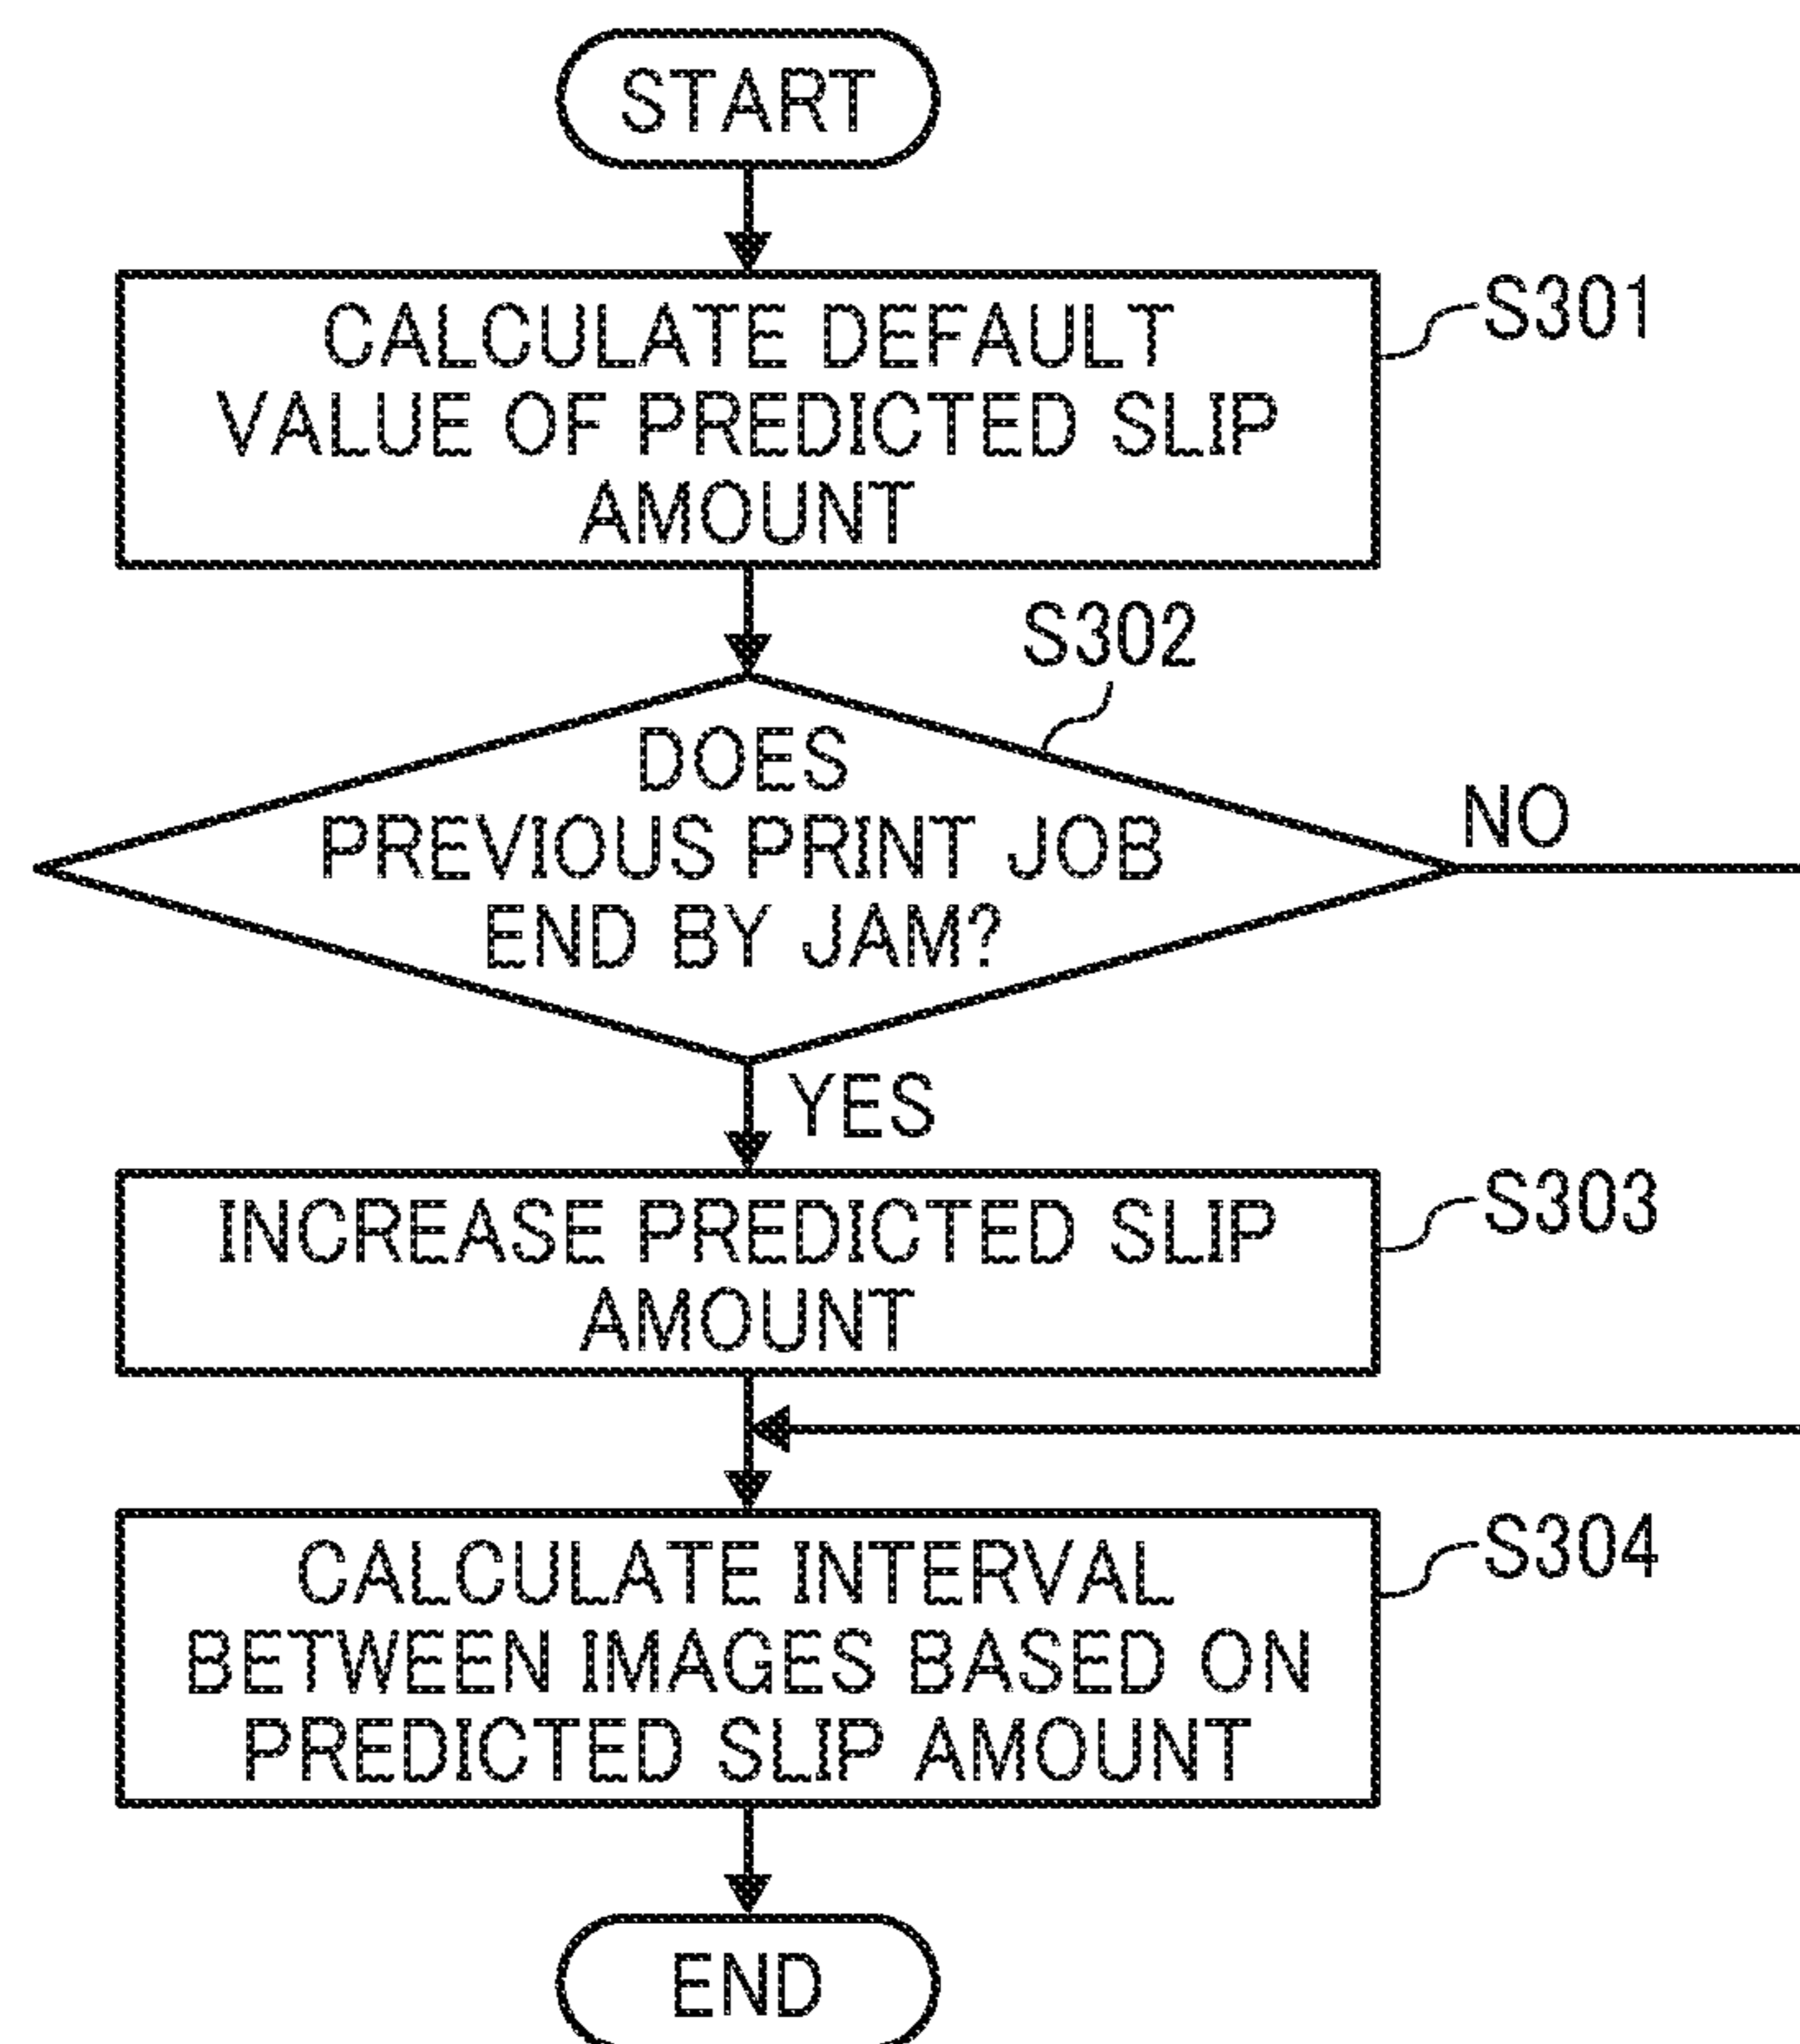 START
CALCULATE DEFAULT
VALUE OF PREDICTED SLIP
AMOUNT
S301
S302
DOES
PREVIOUS PRINT JOB
END BY JAM?
NO
YES
INCREASE PREDICTED SLIP
AMOUNT
S303
CALCULATE INTERVAL
BETWEEN IMAGES BASED ON
PREDICTED SLIP AMOUNT
S304
END